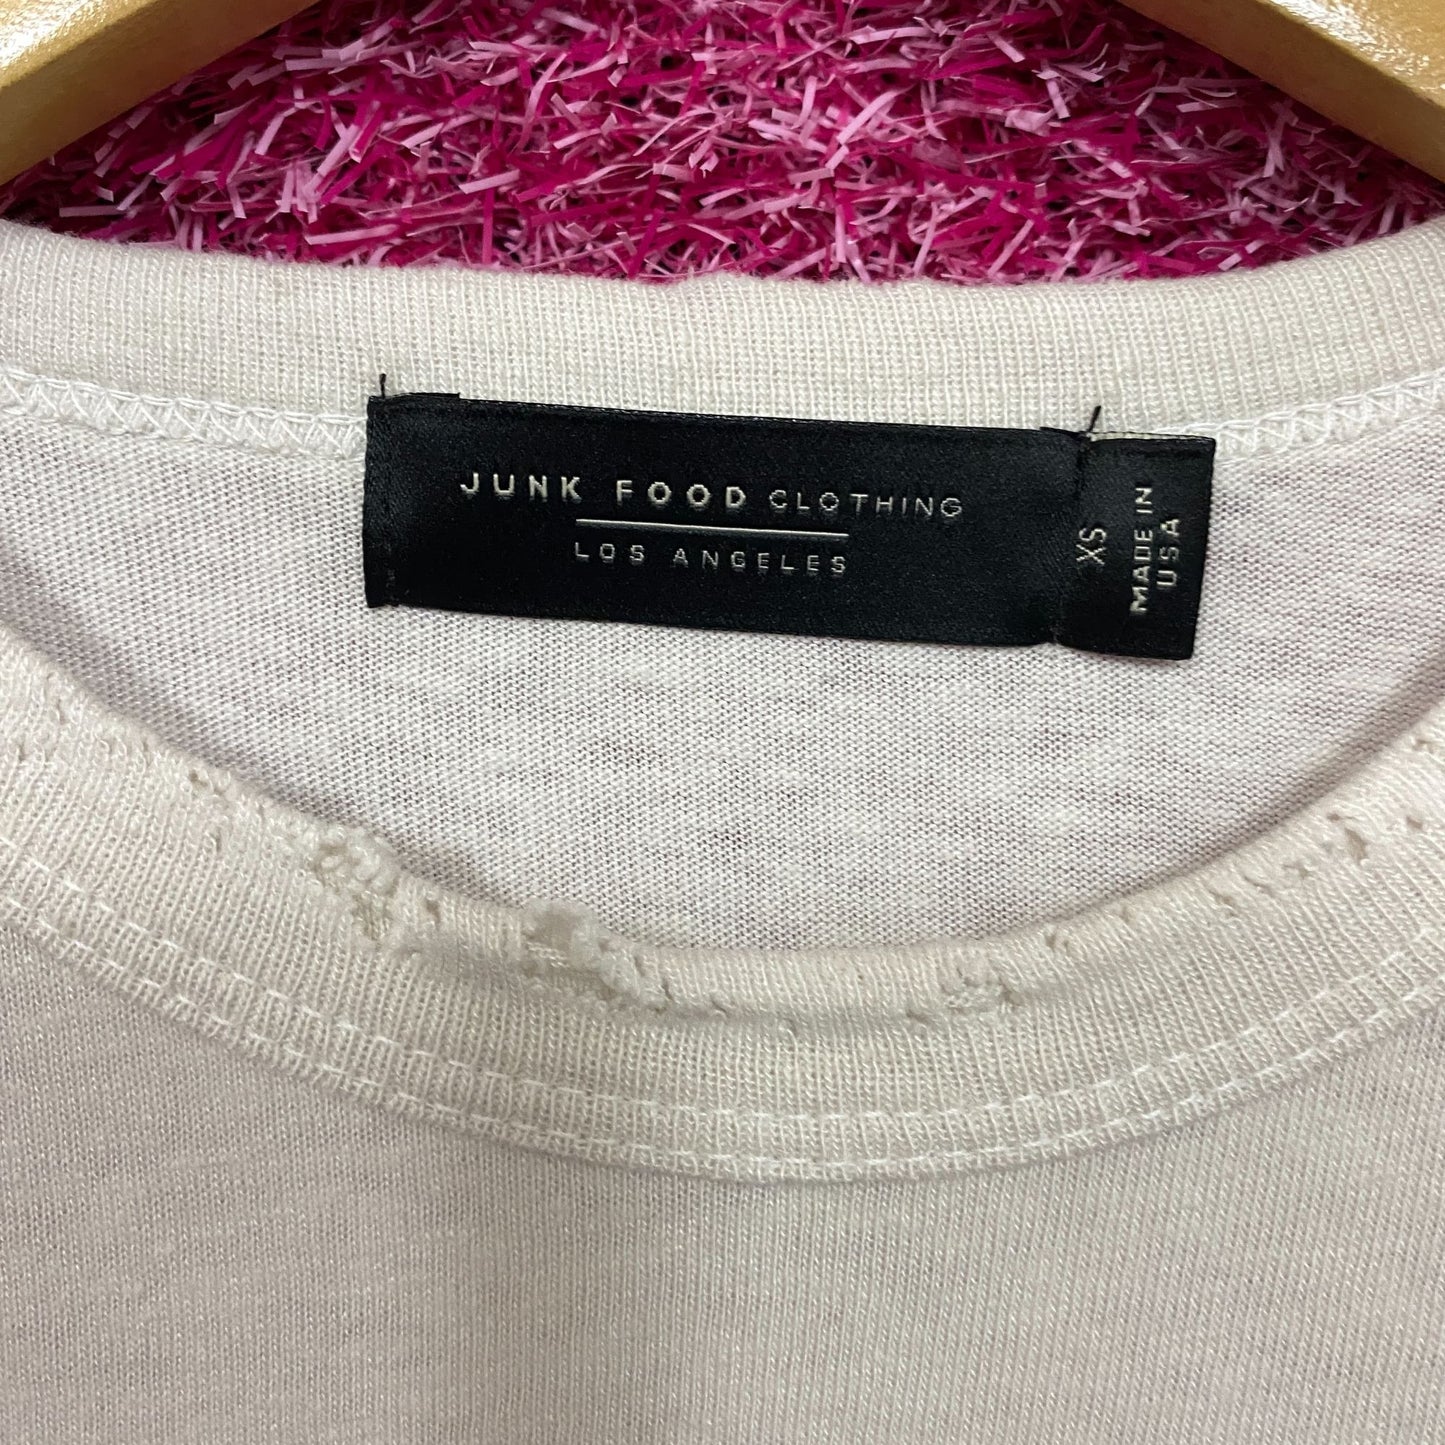 JUNK FOOD CLOTHING
LOS ANGELES
XS
MADE IN
USA